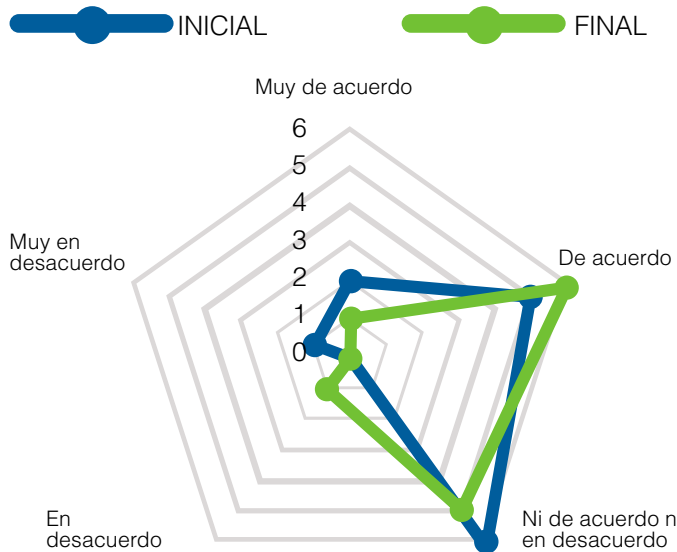 INICIAL
FINAL
Muy de acuerdo
6
5
4
3
2
1
0
De acuerdo
Muy en
desacuerdo
En
desacuerdo
Ni de acuerdo n
en desacuerdo